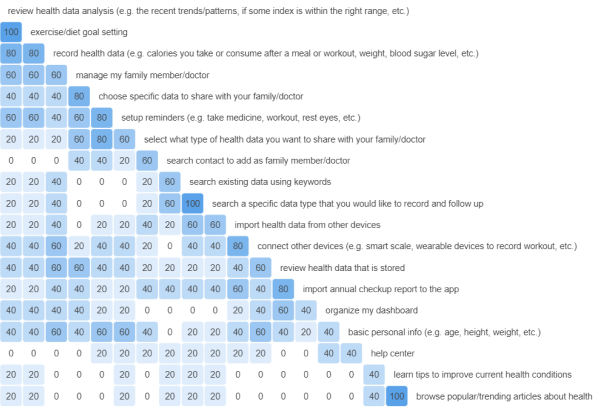 review health data analysis (e.g. the recent trends/patterns, if some index is within the right range, etc.)
100 exercise/diet goal setting
80 80 record health data (e.g. calories you take or consume after a meal or workout, weight, blood sugar level, etc.)
60 60 60 manage my family member/doctor
40 40 40 80 choose specific data to share with your family/doctor
60 60 40 60 80 setup reminders (e.g. take medicine, workout, rest eyes, etc.)
20 20 20 60 80 60 select what type of health data you want to share with your family/doctor
0 0 0 40 40 20 60 search contact to add as family member/doctor
20 20 40 0 0 0 20 60 search existing data using keywords
20 20 40 0 0 0 20 60 100 search a specific data type that you would like to record and follow up
20 20 40 0 20 20 40 20 60 60 import health data from other devices
40 40 60 20 40 40 20 0 40 40 80 connect other devices (e.g. smart scale, wearable devices to record workout, etc.)
40 40 60 60 40 40 20 20 20 20 40 60 review health data that is stored
20 20 40 40 20 20 40 40 40 40 60 40 80 import annual checkup report to the app
40 40 40 40 20 20 0 0 0 0 20 40 60 40 organize my dashboard
40 40 60 40 60 60 40 0 20 20 40 60 40 20 40 basic personal info (e.g. age, height, weight, etc.)
0 0 0 0 20 20 20 20 20 20 20 20 0 0 40 40 help center
20 20 0 0 0 20 0 20 20 20 0 0 0 0 0 0 40 learn tips to improve current health conditions
20 20 0 0 0 20 0 20 20 20 0 0 0 0 0 0 40 100 browse popular/trending articles about health